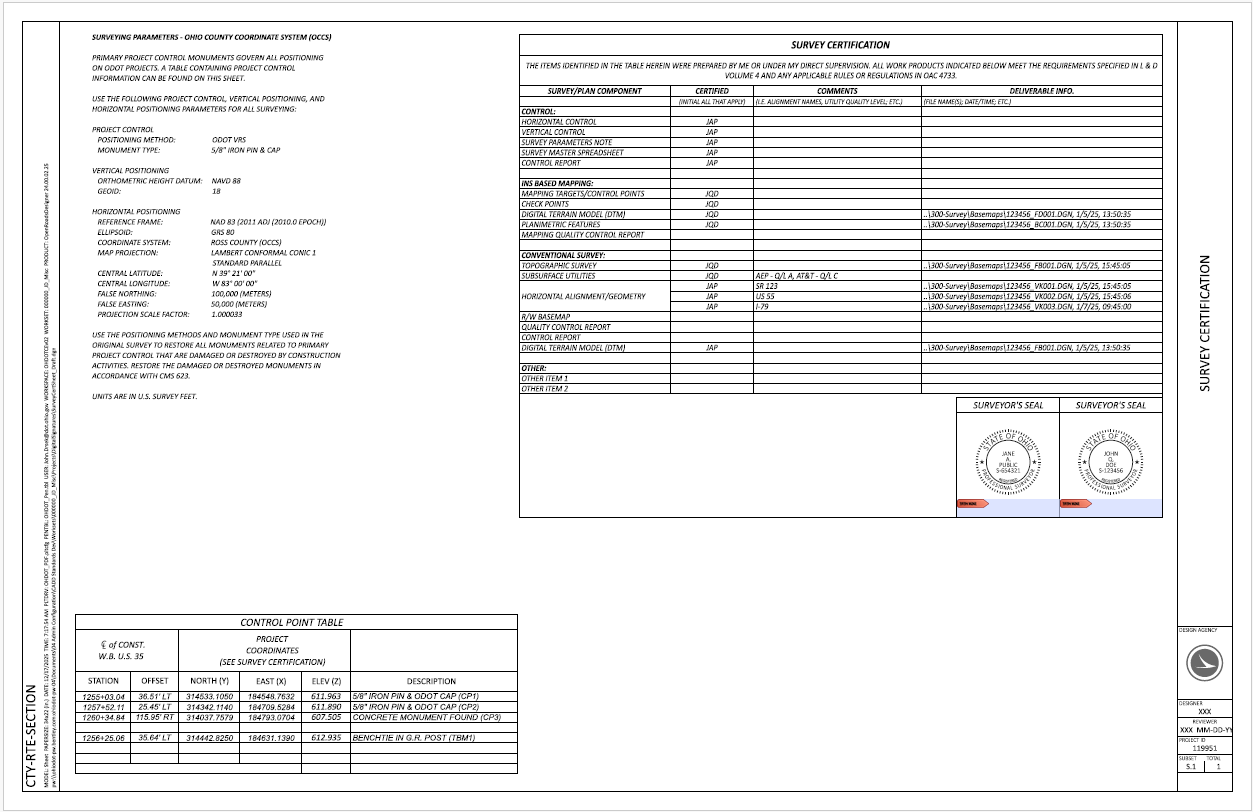 SURVEYING PARAMETERS - OHIO COUNTY COORDINATE SYSTEM (OCCS)
PRIMARY PROJECT CONTROL MONUMENTS GOVERN ALL POSITIONING
ON ODOT PROJECTS. A TABLE CONTAINING PROJECT CONTROL
INFORMATION CAN BE FOUND ON THIS SHEET.
USE THE FOLLOWING PROJECT CONTROL, VERTICAL POSITIONING, AND
HORIZONTAL POSITIONING PARAMETERS FOR ALL SURVEYING:
PROJECT CONTROL
POSITIONING METHOD: ODOT VRS
MONUMENT TYPE: 5/8" IRON PIN & CAP
VERTICAL POSITIONING
ORTHOMETRIC HEIGHT DATUM: NAVD 88
GEOID: 18
HORIZONTAL POSITIONING
REFERENCE FRAME: NAD 83 (2011 ADJ (2010.0 EPOCH))
ELLIPSOID: GRS 80
COORDINATE SYSTEM: ROSS COUNTY (OCCS)
MAP PROJECTION: LAMBERT CONFORMAL CONIC 1
STANDARD PARALLEL
CENTRAL LATITUDE: N 39° 21' 00"
CENTRAL LONGITUDE: W 83° 00' 00"
FALSE NORTHING: 100,000 (METERS)
FALSE EASTING: 50,000 (METERS)
PROJECTION SCALE FACTOR: 1.000033
USE THE POSITIONING METHODS AND MONUMENT TYPE USED IN THE
ORIGINAL SURVEY TO RESTORE ALL MONUMENTS RELATED TO PRIMARY
PROJECT CONTROL THAT ARE DAMAGED OR DESTROYED BY CONSTRUCTION
ACTIVITIES. RESTORE THE DAMAGED OR DESTROYED MONUMENTS IN
ACCORDANCE WITH CMS 623.
UNITS ARE IN U.S. SURVEY FEET.
SURVEY CERTIFICATION
THE ITEMS IDENTIFIED IN THE TABLE HEREIN WERE PREPARED BY ME OR UNDER MY DIRECT SUPERVISION. ALL WORK PRODUCTS INDICATED BELOW MEET THE REQUIREMENTS SPECIFIED IN L & D
VOLUME 4 AND ANY APPLICABLE RULES OR REGULATIONS IN OAC 4733.
SURVEY/PLAN COMPONENT CERTIFIED COMMENTS DELIVERABLE INFO.
(INITIAL ALL THAT APPLY) (I.E. ALIGNMENT NAMES, UTILITY QUALITY LEVEL; ETC.) (FILE NAME(S); DATE/TIME; ETC.)
CONTROL:
HORIZONTAL CONTROL JAP
VERTICAL CONTROL JAP
SURVEY PARAMETERS NOTE JAP
SURVEY MASTER SPREADSHEET JAP
CONTROL REPORT JAP
INS BASED MAPPING:
MAPPING TARGETS/CONTROL POINTS JQD
CHECK POINTS JQD
DIGITAL TERRAIN MODEL (DTM) JQD ..\300-Survey\Basemaps\123456_FD001.DGN, 1/5/25, 13:50:35
PLANIMETRIC FEATURES JQD ..\300-Survey\Basemaps\123456_BC001.DGN, 1/5/25, 13:50:35
MAPPING QUALITY CONTROL REPORT
CONVENTIONAL SURVEY:
TOPOGRAPHIC SURVEY JQD ..\300-Survey\Basemaps\123456_FB001.DGN, 1/5/25, 15:45:05
SUBSURFACE UTILITIES JQD AEP - Q/L A, AT&T - Q/L C
JAP SR 123 ..\300-Survey\Basemaps\123456_VK001.DGN, 1/5/25, 15:45:05
HORIZONTAL ALIGNMENT/GEOMETRY JAP US 55 ..\300-Survey\Basemaps\123456_VK002.DGN, 1/5/25, 15:45:06
JAP I-79 ..\300-Survey\Basemaps\123456_VK003.DGN, 1/7/25, 09:45:00
R/W BASEMAP
QUALITY CONTROL REPORT
CONTROL REPORT
DIGITAL TERRAIN MODEL (DTM) JAP ..\300-Survey\Basemaps\123456_FB001.DGN, 1/5/25, 13:50:35
OTHER:
OTHER ITEM 1
OTHER ITEM 2
SURVEYOR'S SEAL SURVEYOR'S SEAL
STATE OF OHIO
JANE
A.
PUBLIC
S-654321
REGISTERED
PROFESSIONAL SURVEYOR
STATE OF OHIO
JOHN
Q.
DOE
S-123456
REGISTERED
PROFESSIONAL SURVEYOR
CONTROL POINT TABLE
℄ of CONST.
W.B. U.S. 35
PROJECT
COORDINATES
(SEE SURVEY CERTIFICATION)
STATION OFFSET NORTH (Y) EAST (X) ELEV (Z) DESCRIPTION
1255+03.04 36.51' LT 314533.1050 184548.7632 611.963 5/8" IRON PIN & ODOT CAP (CP1)
1257+52.11 25.45' LT 314342.1140 184709.5284 611.890 5/8" IRON PIN & ODOT CAP (CP2)
1260+34.84 115.95' RT 314037.7579 184793.0704 607.505 CONCRETE MONUMENT FOUND (CP3)
1256+25.06 35.64' LT 314442.8250 184631.1390 612.935 BENCHTIE IN G.R. POST (TBM1)
CTY-RTE-SECTION
SURVEY CERTIFICATION
DESIGN AGENCY
DESIGNER
XXX
REVIEWER
XXX MM-DD-YY
PROJECT ID
119951
SUBSET TOTAL
S.1 1